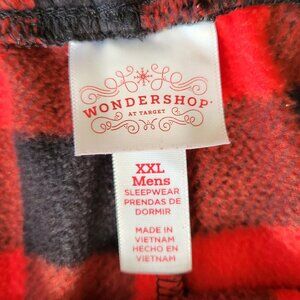 WONDERSHOP
AT TARGET
XXL
Mens
SLEEPWEAR
PRENDAS DE
DORMIR
MADE IN
VIETNAM
HECHO EN
VIETNAM